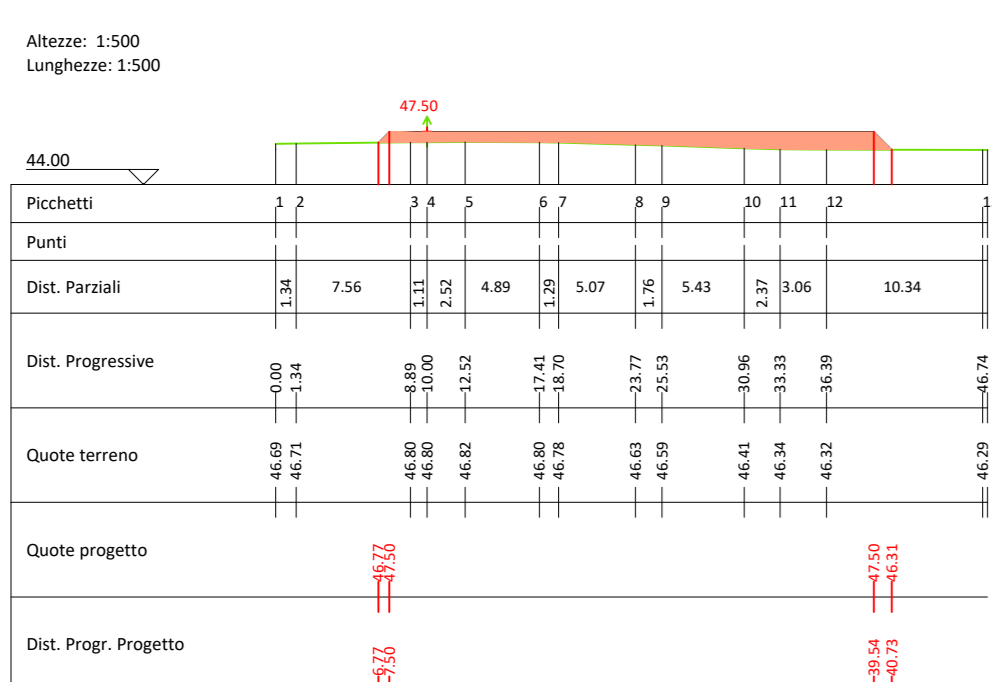 Altezze: 1:500
Lunghezze: 1:500
47.50
44.00
Picchetti 1 2 3 4 5 6 7 8 9 10 11 12 1
Punti
Dist. Parziali 1.34 7.56 1.11 2.52 4.89 1.29 5.07 1.76 5.43 2.37 3.06 10.34
Dist. Progressive 0.00 1.34 8.89 10.00 12.52 17.41 18.70 23.77 25.53 30.96 33.33 36.39 46.74
Quote terreno 46.69 46.71 46.80 46.80 46.82 46.80 46.78 46.63 46.59 46.41 46.34 46.32 46.29
Quote progetto 46.77 47.50 47.50 46.31
Dist. Progr. Progetto 6.77 7.50 39.54 40.73